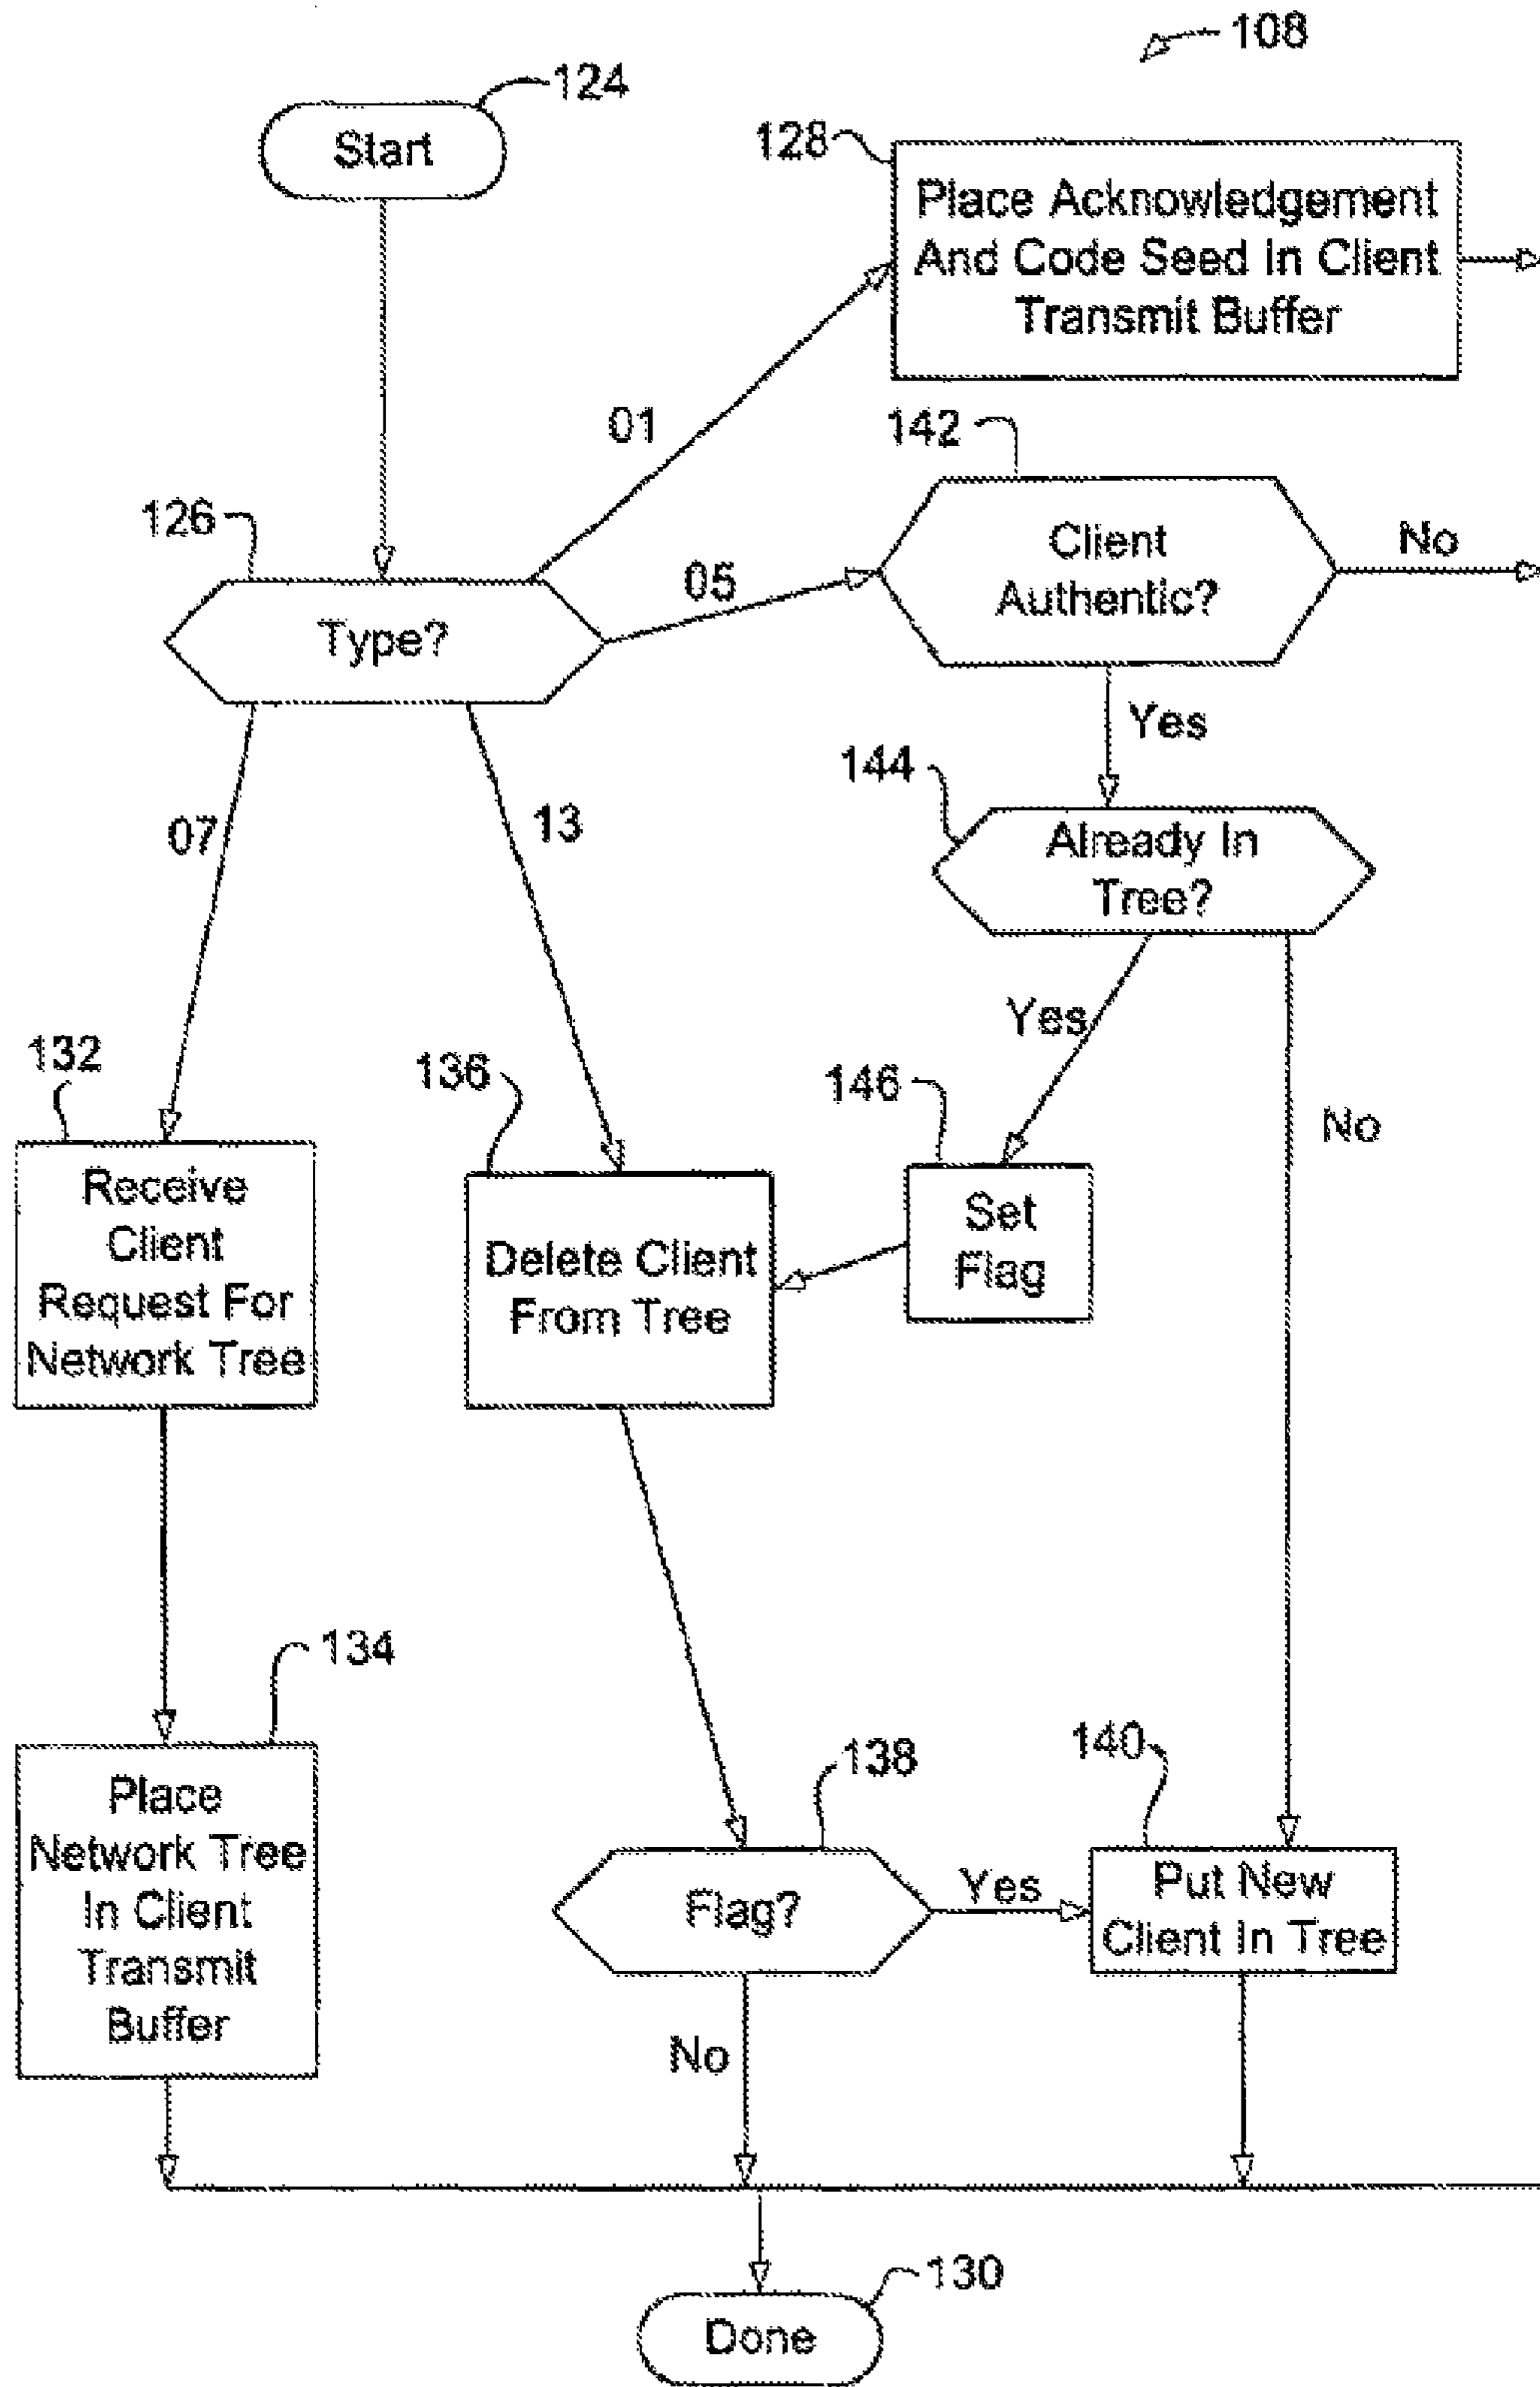 108
124
Start
128
Place Acknowledgement
And Code Seed In Client
Transmit Buffer
01
142
126
Client
Authentic?
No
05
Type?
Yes
144
07
13
Already In
Tree?
Yes
132
136
146
No
Receive
Client
Request For
Network Tree
Delete Client
From Tree
Set
Flag
134
138
140
Place
Network Tree
In Client
Transmit
Buffer
Flag?
Yes
Put New
Client In Tree
No
130
Done